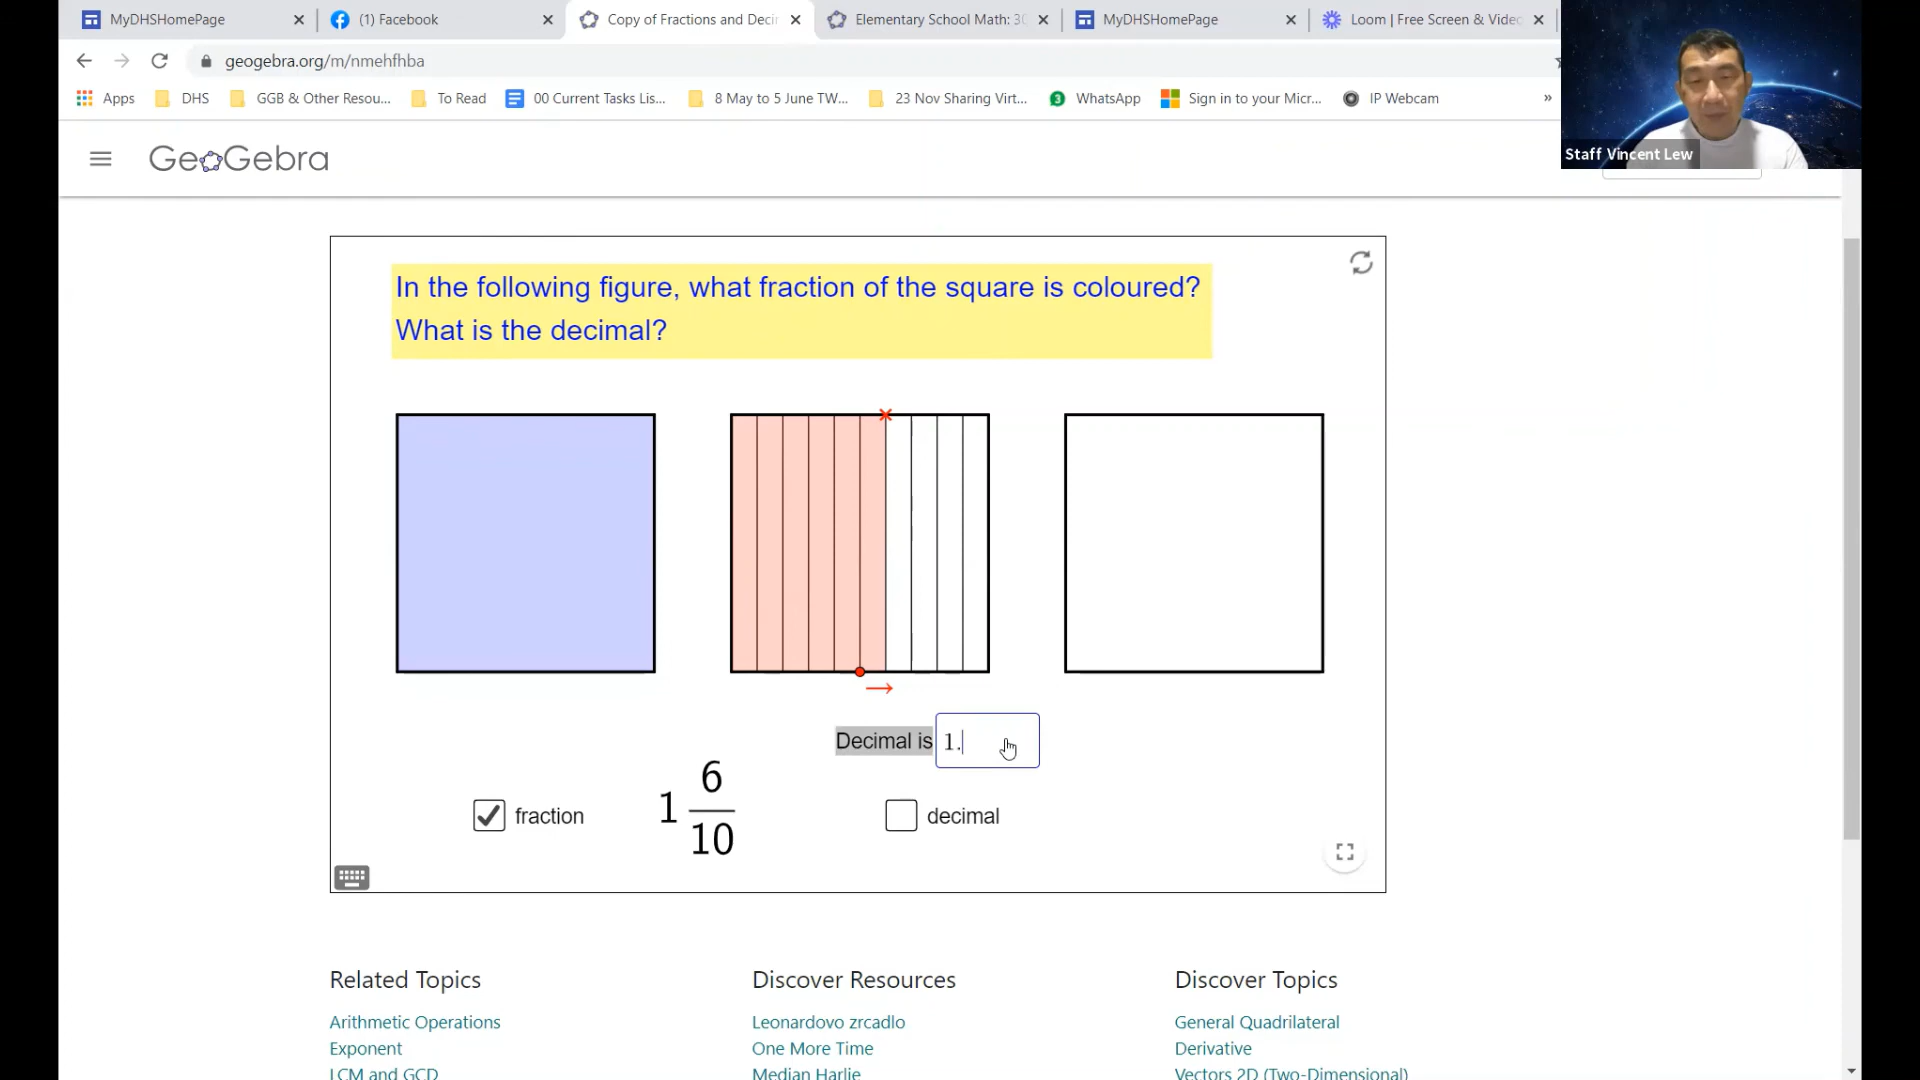 MyDHSHomePage
(1) Facebook
Copy of Fractions and Deci
Elementary School Math: 30
MyDHSHomePage
Loom | Free Screen & Video
geogebra.org/m/nmehfhba
Apps
DHS
GGB & Other Resou...
To Read
00 Current Tasks Lis...
8 May to 5 June TW...
23 Nov Sharing Virt...
3
WhatsApp
Sign in to your Micr...
IP Webcam
»
Staff Vincent Lew
GeoGebra
In the following figure, what fraction of the square is coloured?
What is the decimal?
Decimal is 1.
fraction
1 6/10
decimal
Related Topics
Arithmetic Operations
Exponent
LCM and GCD
Discover Resources
Leonardovo zrcadlo
One More Time
Median Harlie
Discover Topics
General Quadrilateral
Derivative
Vectors 2D (Two-Dimensional)